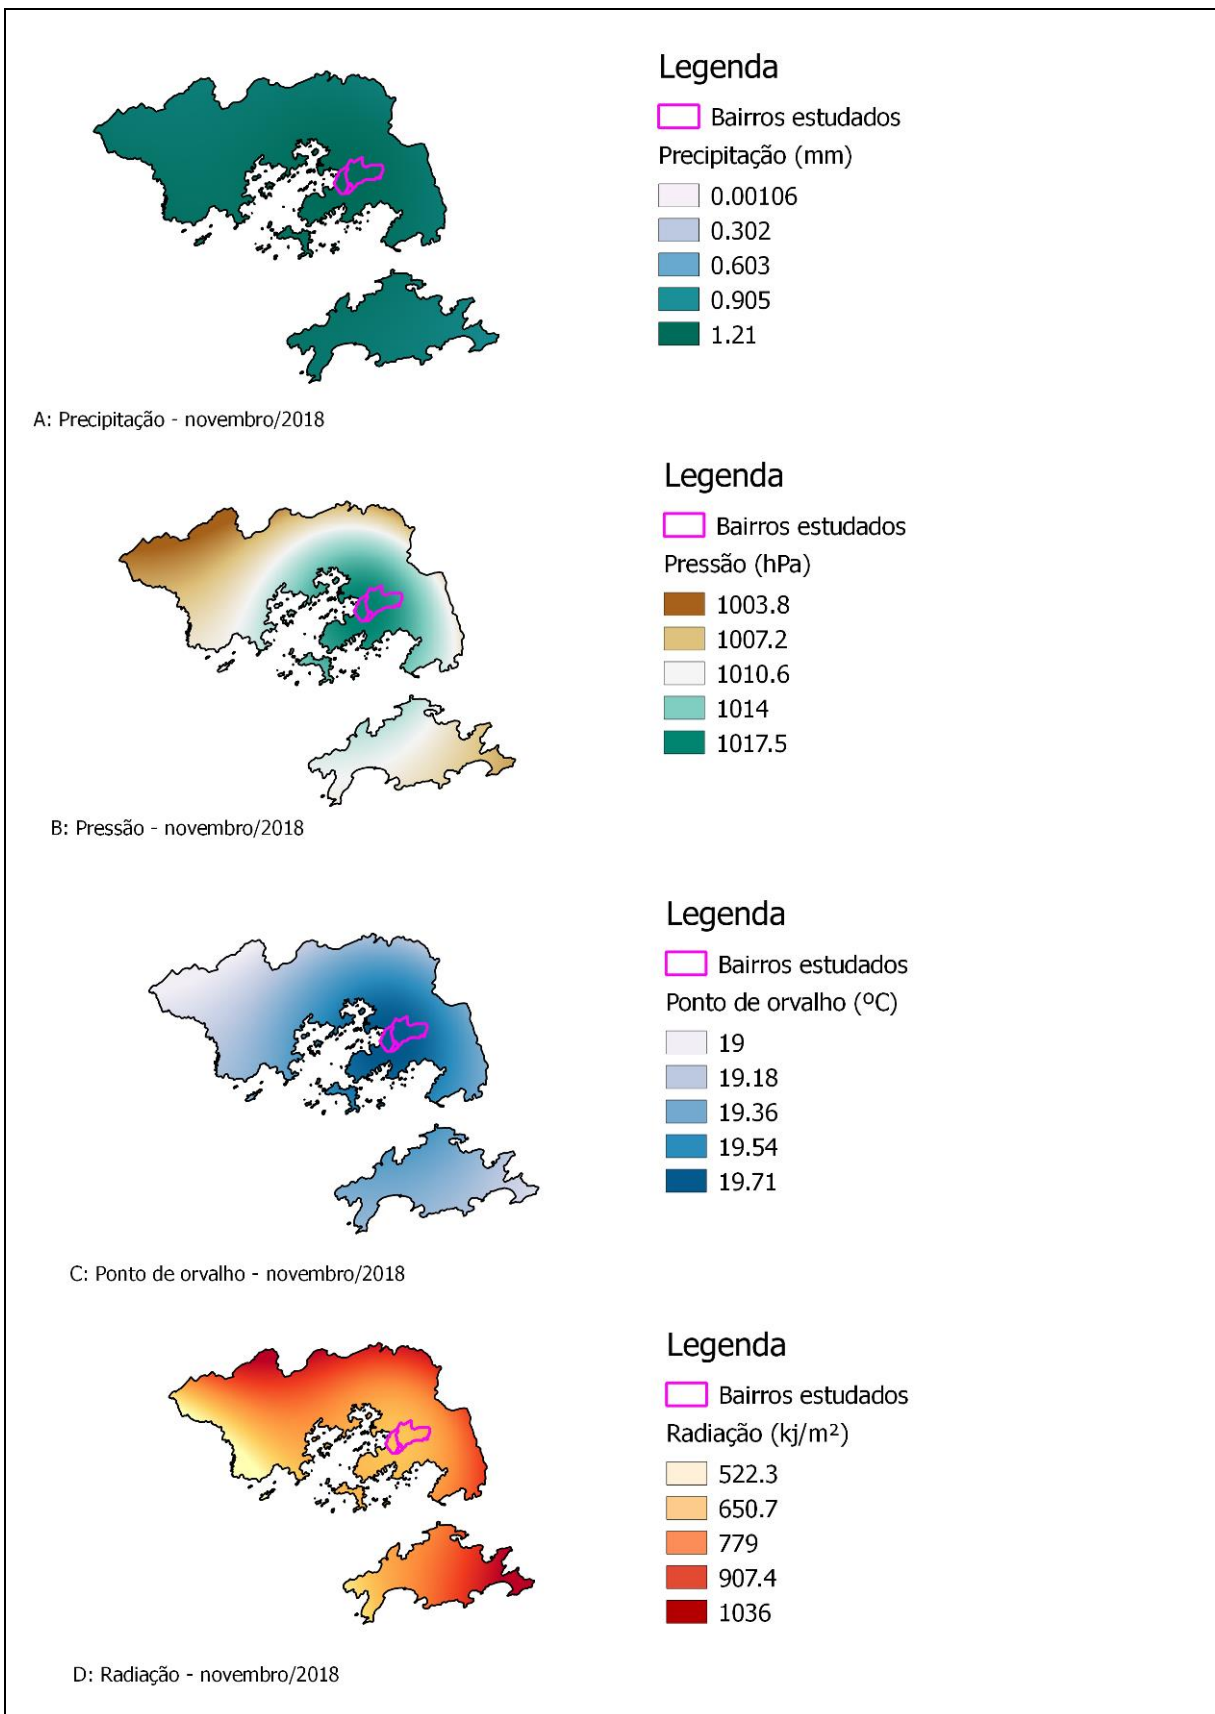 Legenda
Bairros estudados
Precipitação (mm)
0.00106
0.302
0.603
0.905
1.21
A: Precipitação - novembro/2018
Legenda
Bairros estudados
Pressão (hPa)
1003.8
1007.2
1010.6
1014
1017.5
B: Pressão - novembro/2018
Legenda
Bairros estudados
Ponto de orvalho (ºC)
19
19.18
19.36
19.54
19.71
C: Ponto de orvalho - novembro/2018
Legenda
Bairros estudados
Radiação (kj/m²)
522.3
650.7
779
907.4
1036
D: Radiação - novembro/2018